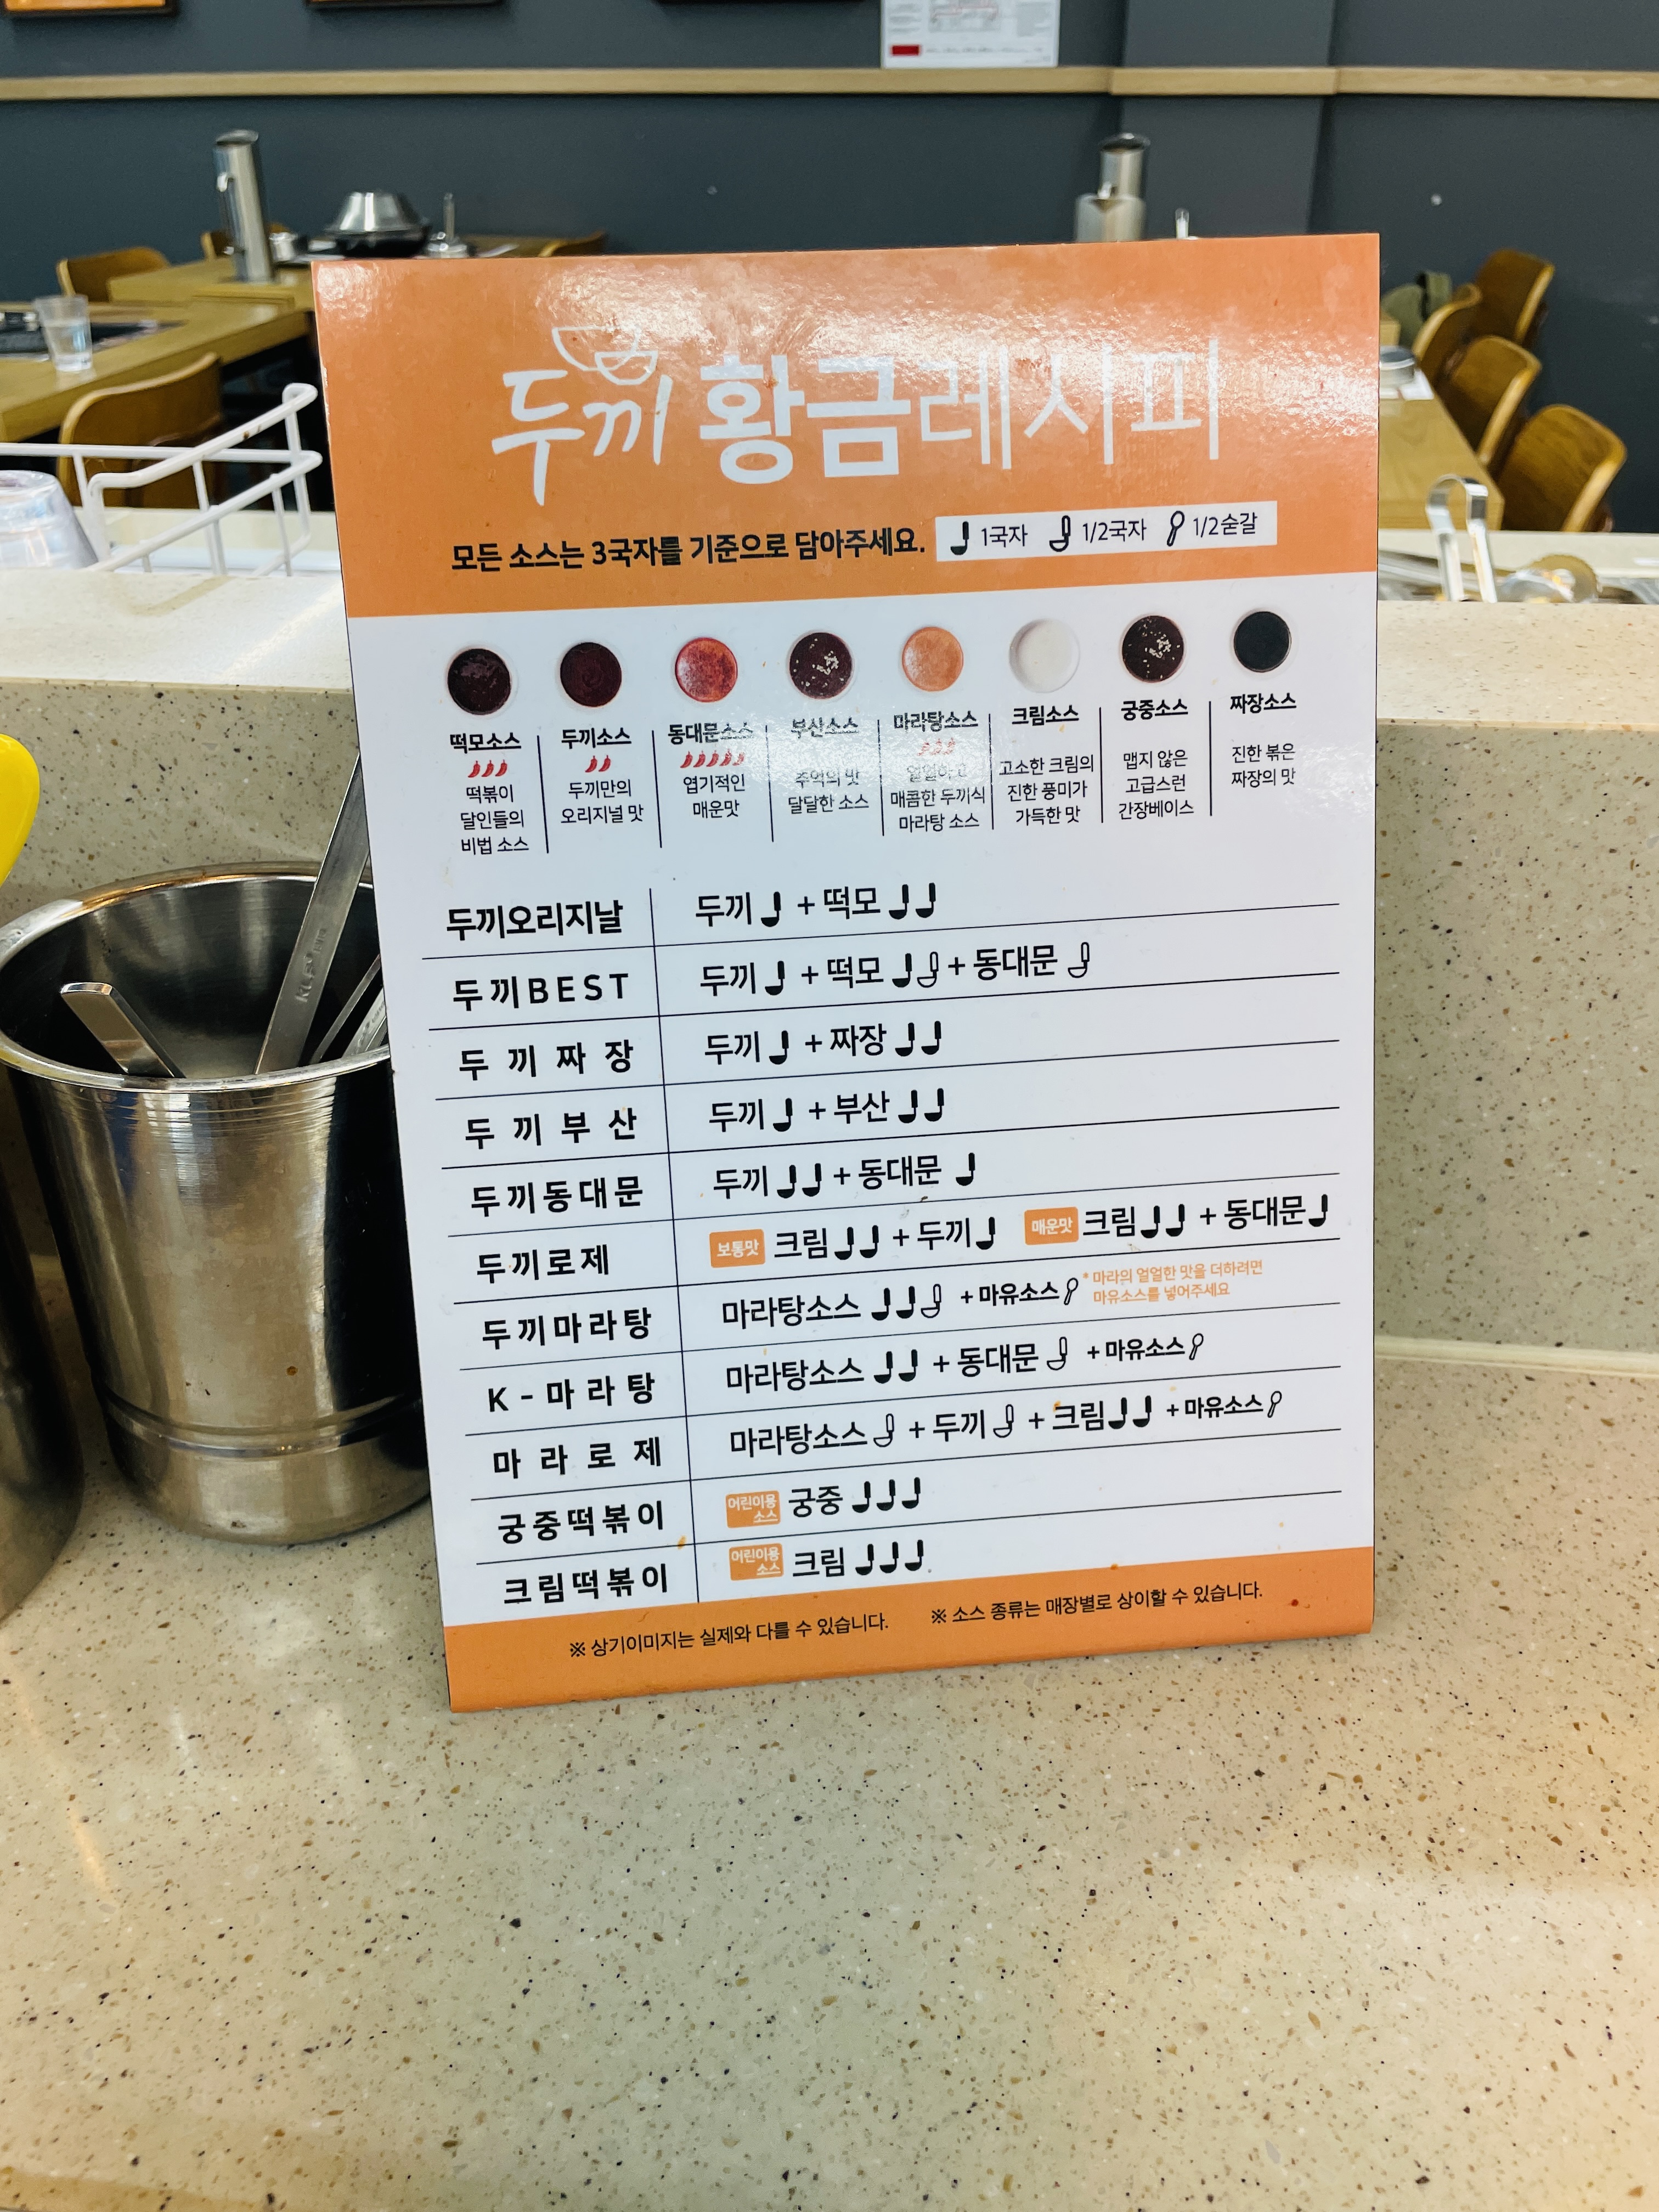 두끼 황금레시피
모든 소스는 3국자를 기준으로 담아주세요. 1국자 1/2국자 1/2숟갈
떡모소스
떡볶이
달인들의
비법 소스
두끼소스
두끼만의
오리지널 맛
동대문소스
엽기적인
매운맛
부산소스
추억의 맛
달달한 소스
마라탕소스
얼얼하고
매콤한 두끼식
마라탕 소스
크림소스
고소한 크림의
진한 풍미가
가득한 맛
궁중소스
맵지 않은
고급스런
간장베이스
짜장소스
진한 볶은
짜장의 맛
두끼오리지날 두끼 + 떡모
두끼BEST 두끼 + 떡모 + 동대문
두끼짜장 두끼 + 짜장
두끼부산 두끼 + 부산
두끼동대문 두끼 + 동대문
두끼로제 보통맛 크림 + 두끼 매운맛 크림 + 동대문
두끼마라탕 마라탕소스 + 마유소스
* 마라의 얼얼한 맛을 더하려면
마유소스를 넣어주세요
K-마라탕 마라탕소스 + 동대문 + 마유소스
마라로제 마라탕소스 + 두끼 + 크림 + 마유소스
궁중떡볶이 어린이용 소스 궁중
크림떡볶이 어린이용 소스 크림
※ 상기이미지는 실제와 다를 수 있습니다. ※ 소스 종류는 매장별로 상이할 수 있습니다.